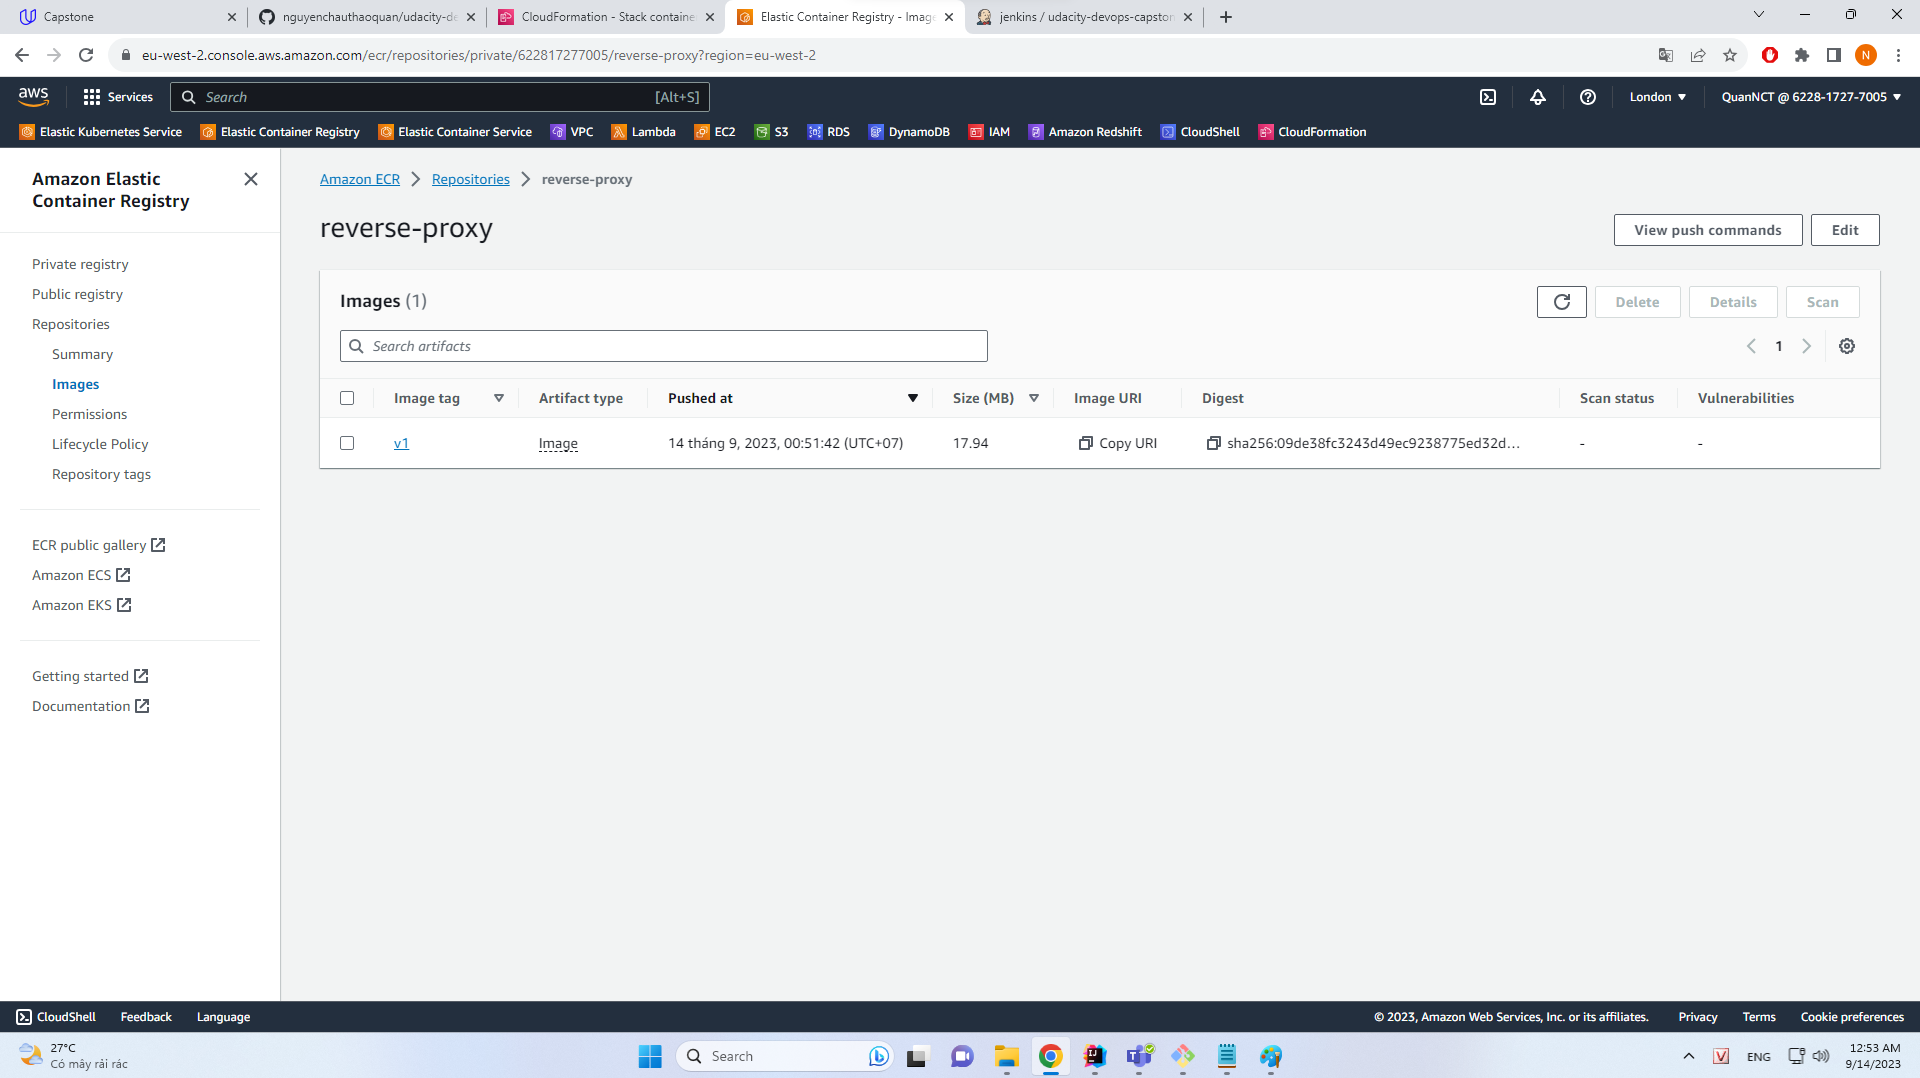 Capstone
nguyenchauthaoquan/udacity-de
CloudFormation - Stack containe
Elastic Container Registry - Image
jenkins / udacity-devops-capston
eu-west-2.console.aws.amazon.com/ecr/repositories/private/622817277005/reverse-proxy?region=eu-west-2
N
aws
Services
Search
[Alt+S]
London
QuanNCT @ 6228-1727-7005
Elastic Kubernetes Service
Elastic Container Registry
Elastic Container Service
VPC
Lambda
EC2
S3
RDS
DynamoDB
IAM
Amazon Redshift
CloudShell
CloudFormation
Amazon Elastic
Container Registry
Private registry
Public registry
Repositories
Summary
Images
Permissions
Lifecycle Policy
Repository tags
ECR public gallery
Amazon ECS
Amazon EKS
Getting started
Documentation
Amazon ECR
Repositories
reverse-proxy
reverse-proxy
View push commands
Edit
Images (1)
Delete
Details
Scan
Search artifacts
1
Image tag
Artifact type
Pushed at
Size (MB)
Image URI
Digest
Scan status
Vulnerabilities
v1
Image
14 tháng 9, 2023, 00:51:42 (UTC+07)
17.94
Copy URI
sha256:09de38fc3243d49ec9238775ed32d...
-
-
CloudShell
Feedback
Language
© 2023, Amazon Web Services, Inc. or its affiliates.
Privacy
Terms
Cookie preferences
27°C
Có mây rải rác
Search
V
ENG
12:53 AM
9/14/2023